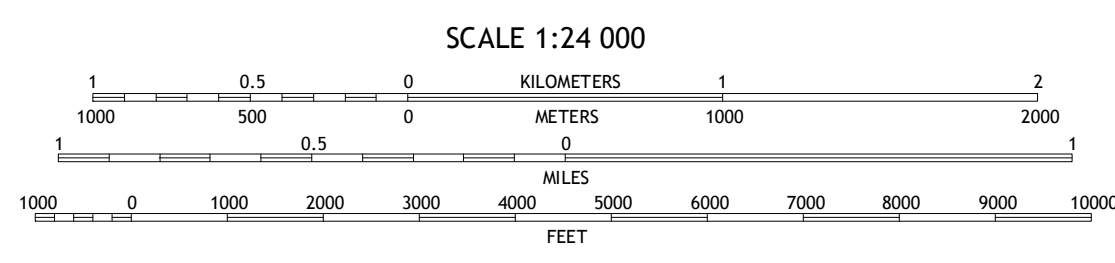 SCALE 1:24 000
1 0.5 0 KILOMETERS 1 2
1000 500 0 METERS 1000 2000
1 0.5 0 1
MILES
1000 0 1000 2000 3000 4000 5000 6000 7000 8000 9000 10000
FEET